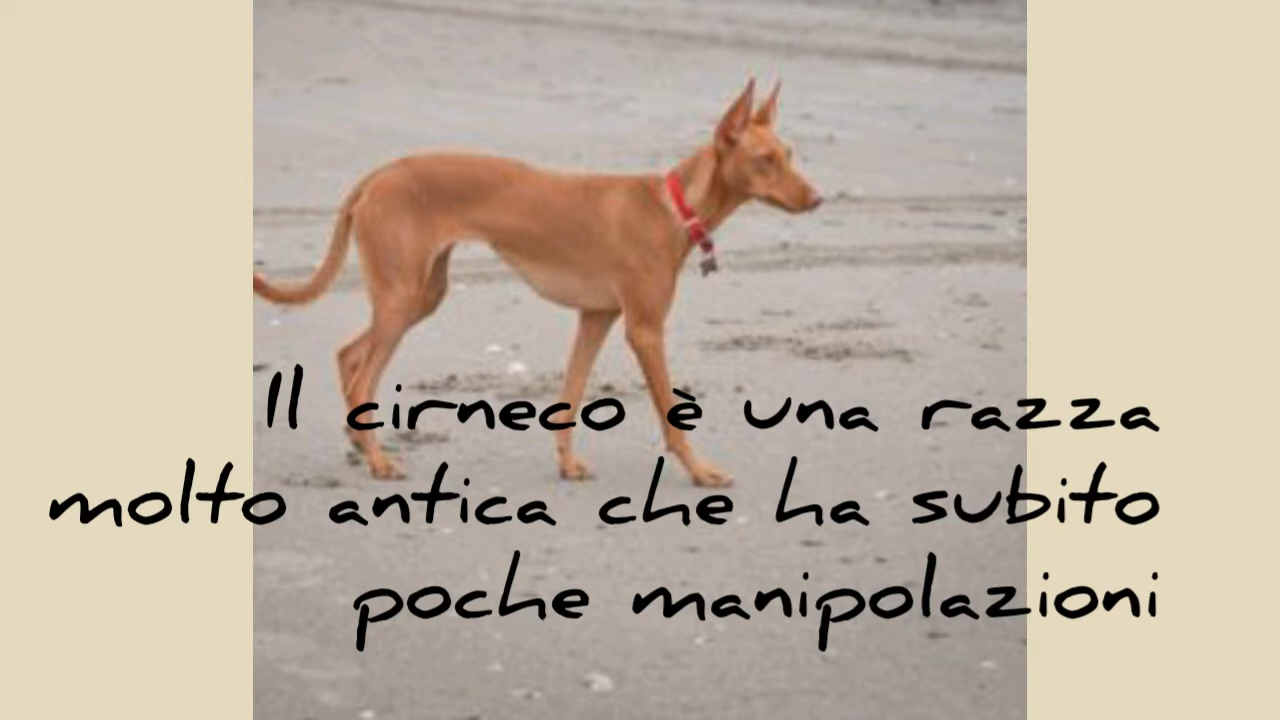 Il cirneco è una razza
molto antica che ha subito
poche manipolazioni